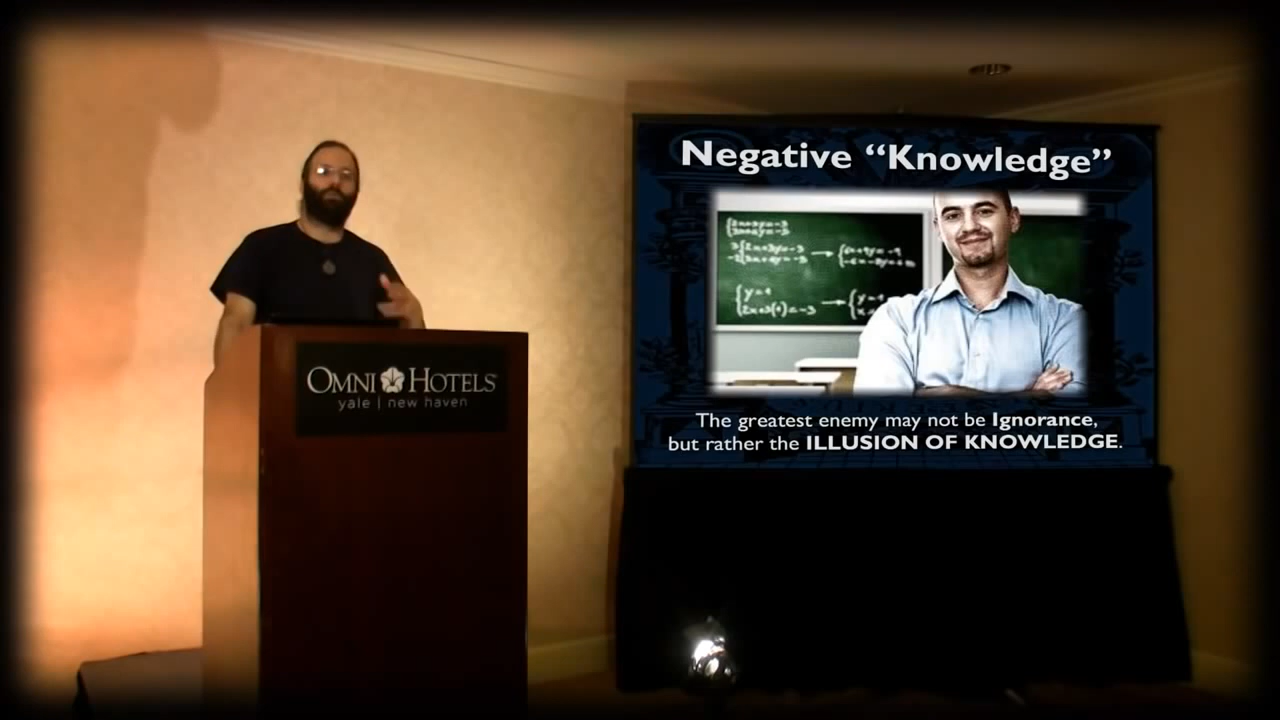 OMNI HOTELS
yale | new haven
Negative “Knowledge”
The greatest enemy may not be Ignorance,
but rather the ILLUSION OF KNOWLEDGE.